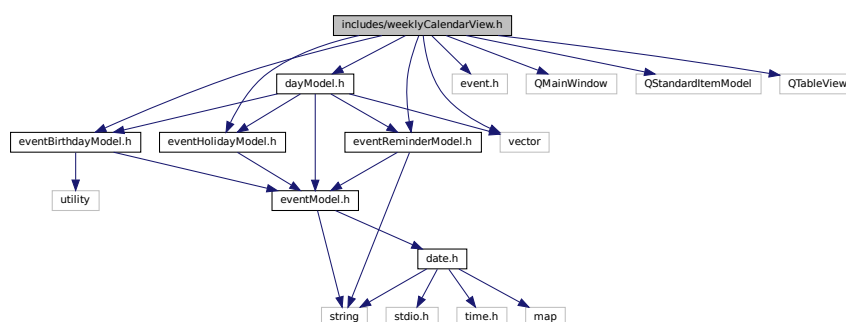 includes/weeklyCalendarView.h
dayModel.h
event.h
QMainWindow
QStandardItemModel
QTableView
eventBirthdayModel.h
eventHolidayModel.h
eventReminderModel.h
vector
utility
eventModel.h
date.h
string
stdio.h
time.h
map